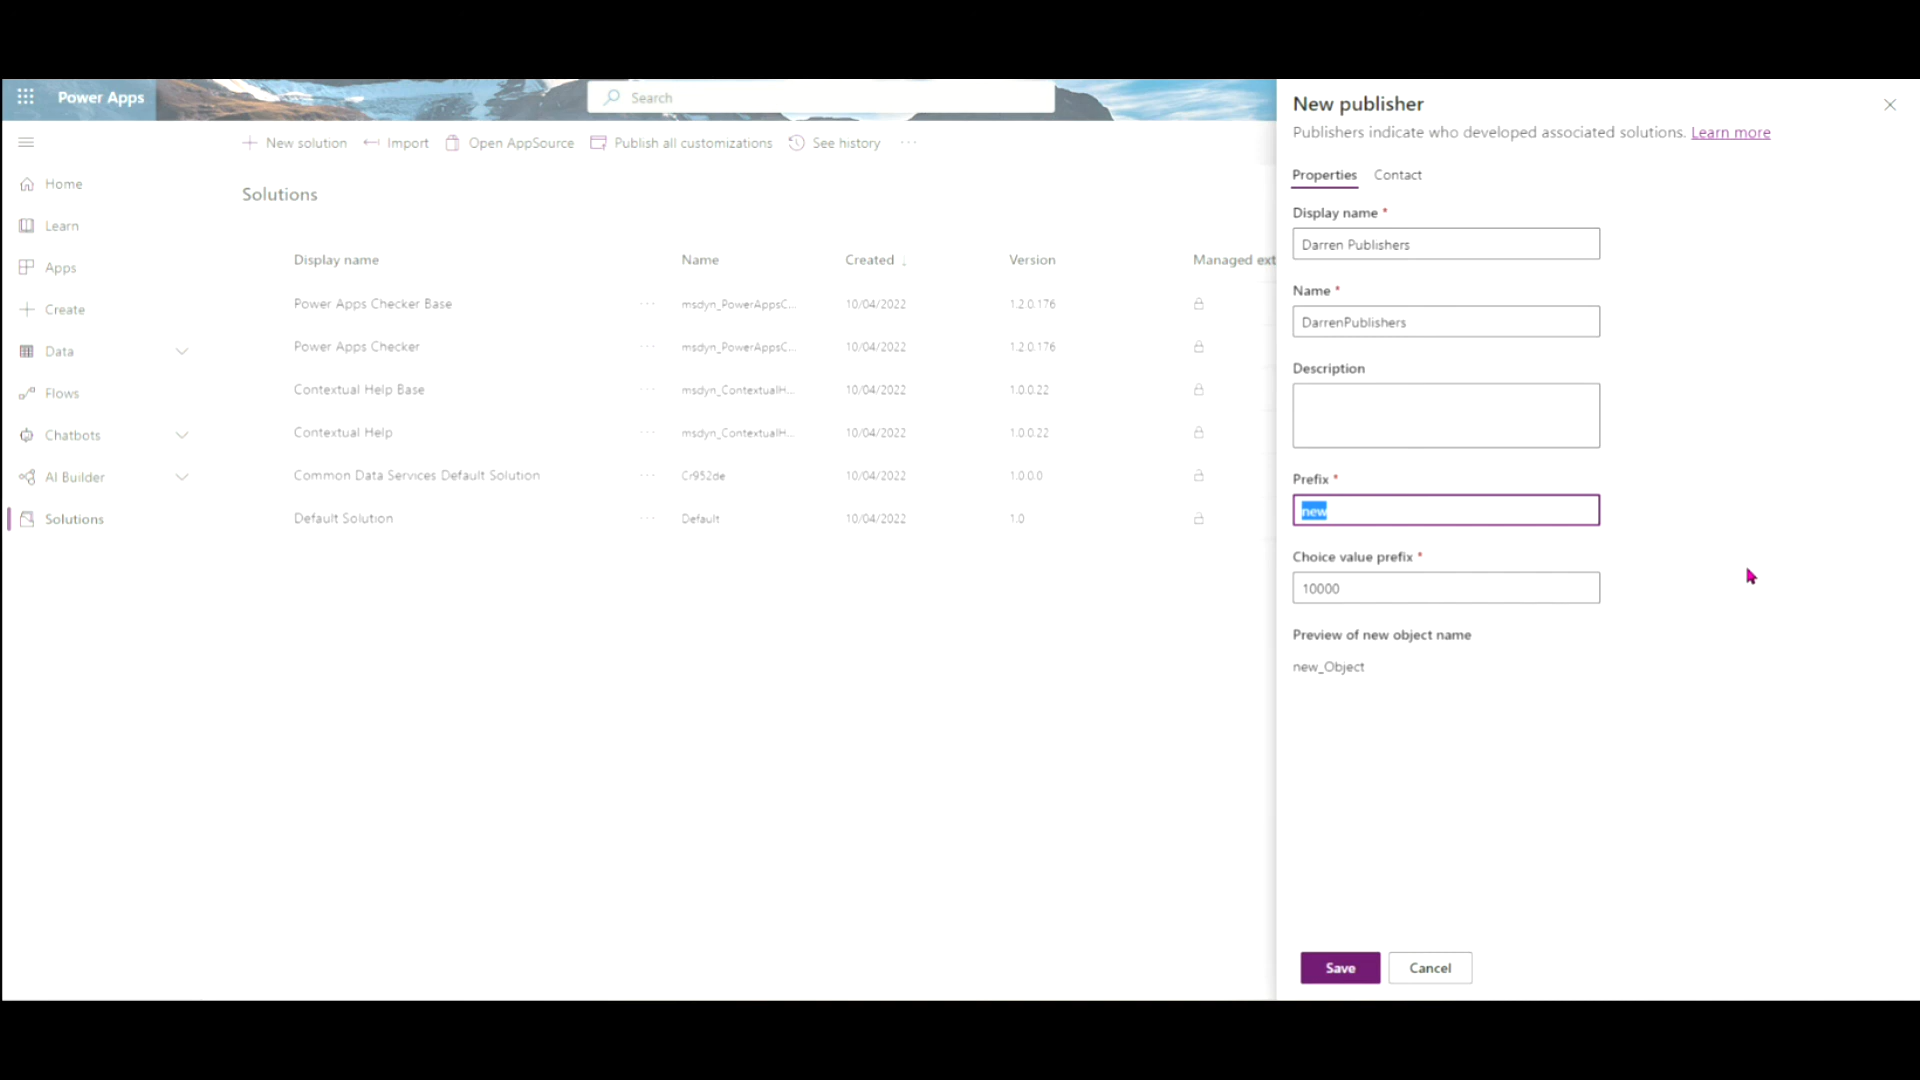 Power Apps
Search
New solution
Import
Open AppSource
Publish all customizations
See history
Home
Learn
Apps
Create
Data
Flows
Chatbots
AI Builder
Solutions
Solutions
Display name Name Created ↓ Version Managed ext
Power Apps Checker Base ··· msdyn_PowerAppsC... 10/04/2022 1.2.0.176
Power Apps Checker ··· msdyn_PowerAppsC... 10/04/2022 1.2.0.176
Contextual Help Base ··· msdyn_ContextualH... 10/04/2022 1.0.0.22
Contextual Help ··· msdyn_ContextualH... 10/04/2022 1.0.0.22
Common Data Services Default Solution ··· Cr952de 10/04/2022 1.0.0.0
Default Solution ··· Default 10/04/2022 1.0
New publisher
Publishers indicate who developed associated solutions. Learn more
Properties Contact
Display name *
Darren Publishers
Name *
DarrenPublishers
Description
Prefix *
new
Choice value prefix *
10000
Preview of new object name
new_Object
Save Cancel